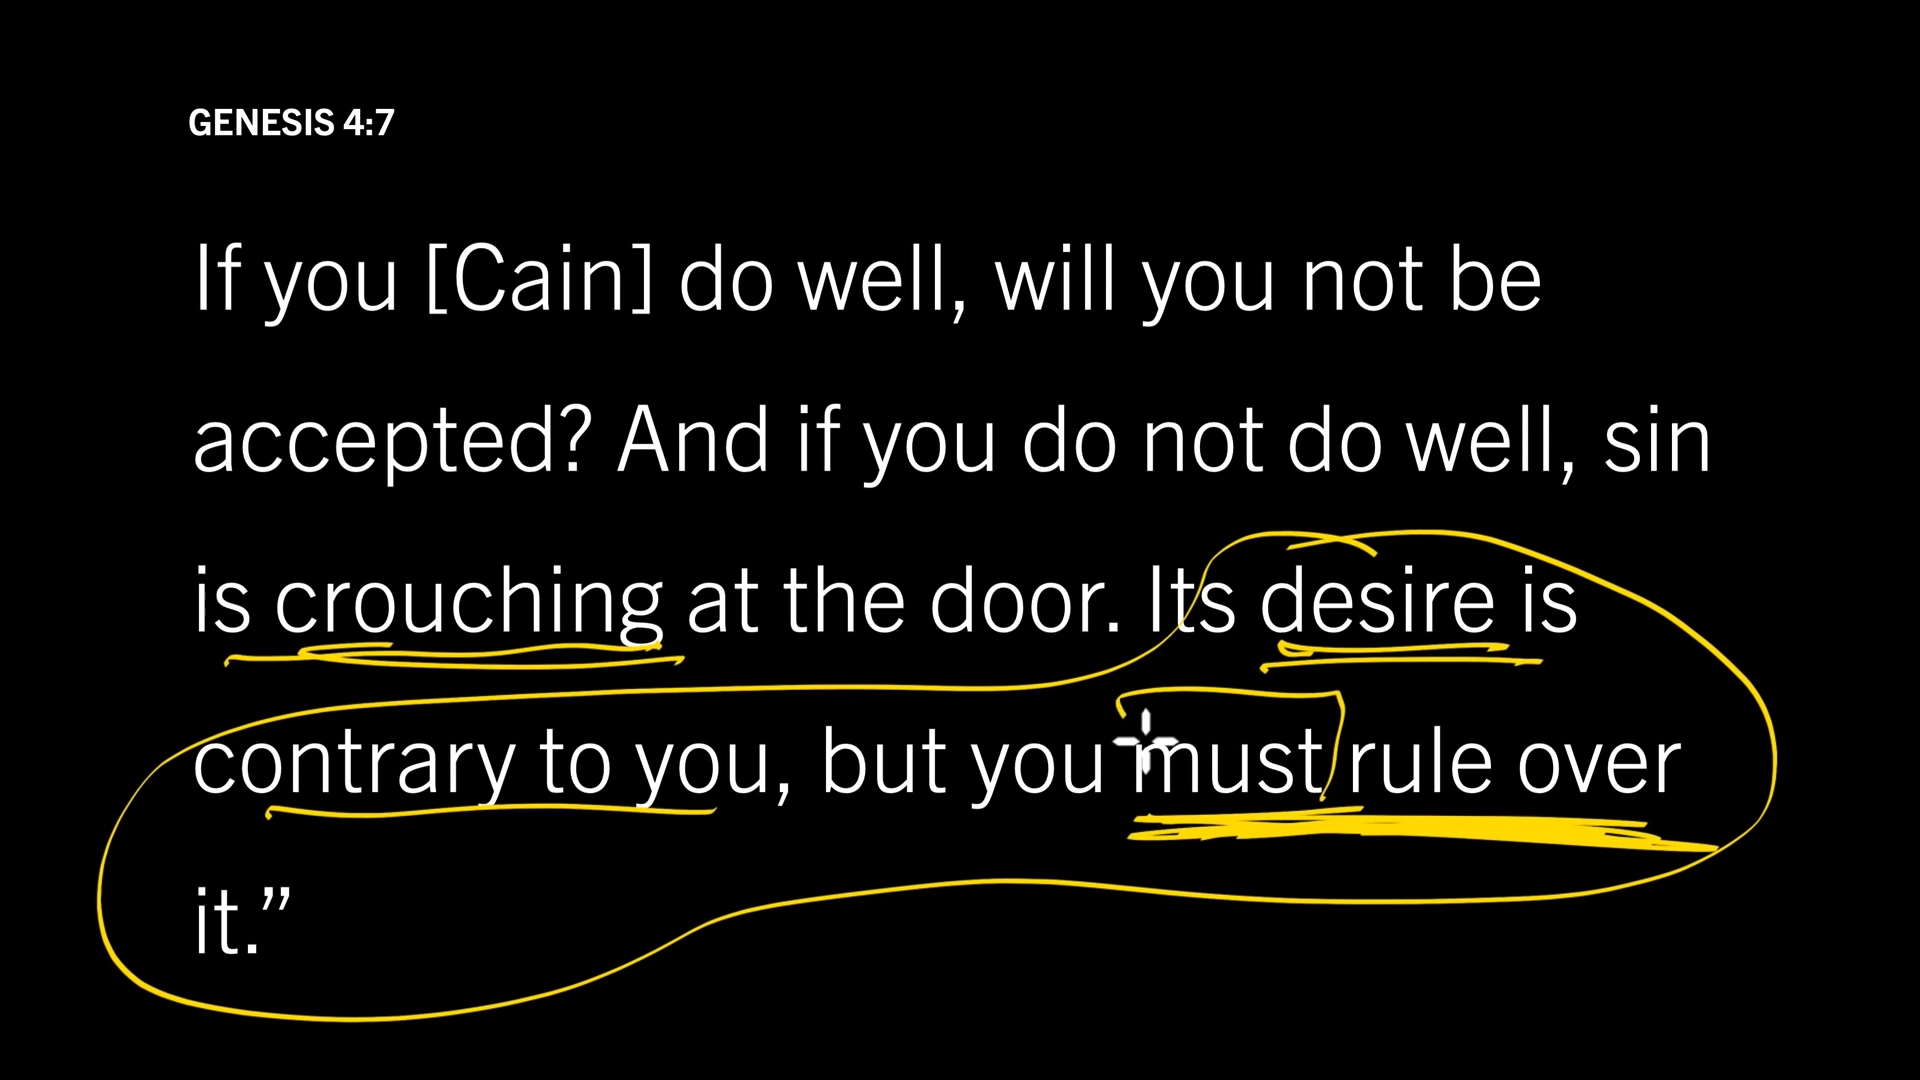 GENESIS 4:7
If you [Cain] do well, will you not be
accepted? And if you do not do well, sin
is crouching at the door. Its desire is
contrary to you, but you must rule over
it.”